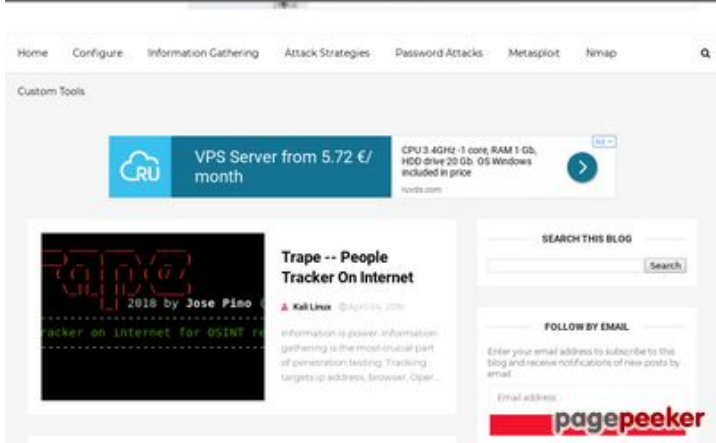 Home Configure Information Gathering Attack Strategies Password Attacks Metasploit Nmap
Custom Tools
RU
VPS Server from 5.72 €/
month
CPU 3.4GHz -1 core, RAM 1 Gb,
HDD drive 20 Gb. OS Windows
included in price
ruvds.com
Ad
2018 by Jose Pino
racker on internet for OSINT re
Trape -- People
Tracker On Internet
Kali Linux April 04, 2019
Information is power. Information
gathering is the most crucial part
of penetration testing. Tracking
targets ip address, browser, Oper...
SEARCH THIS BLOG
Search
FOLLOW BY EMAIL
Enter your email address to subscribe to this
blog and receive notifications of new posts by
email.
Email address
pagepeeker